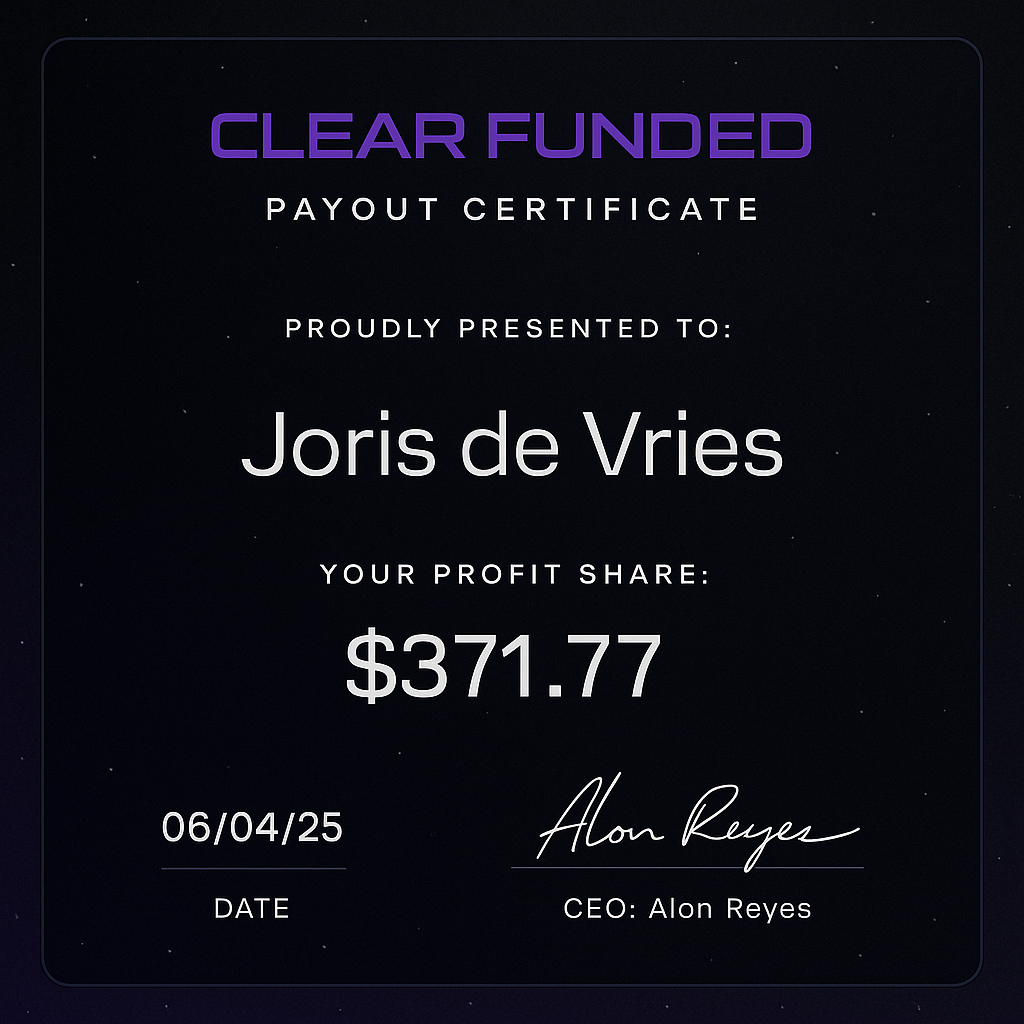 CLEAR FUNDED
PAYOUT CERTIFICATE
PROUDLY PRESENTED TO:
Joris de Vries
YOUR PROFIT SHARE:
$371.77
06/04/25
DATE
Alon Reyes
CEO: Alon Reyes